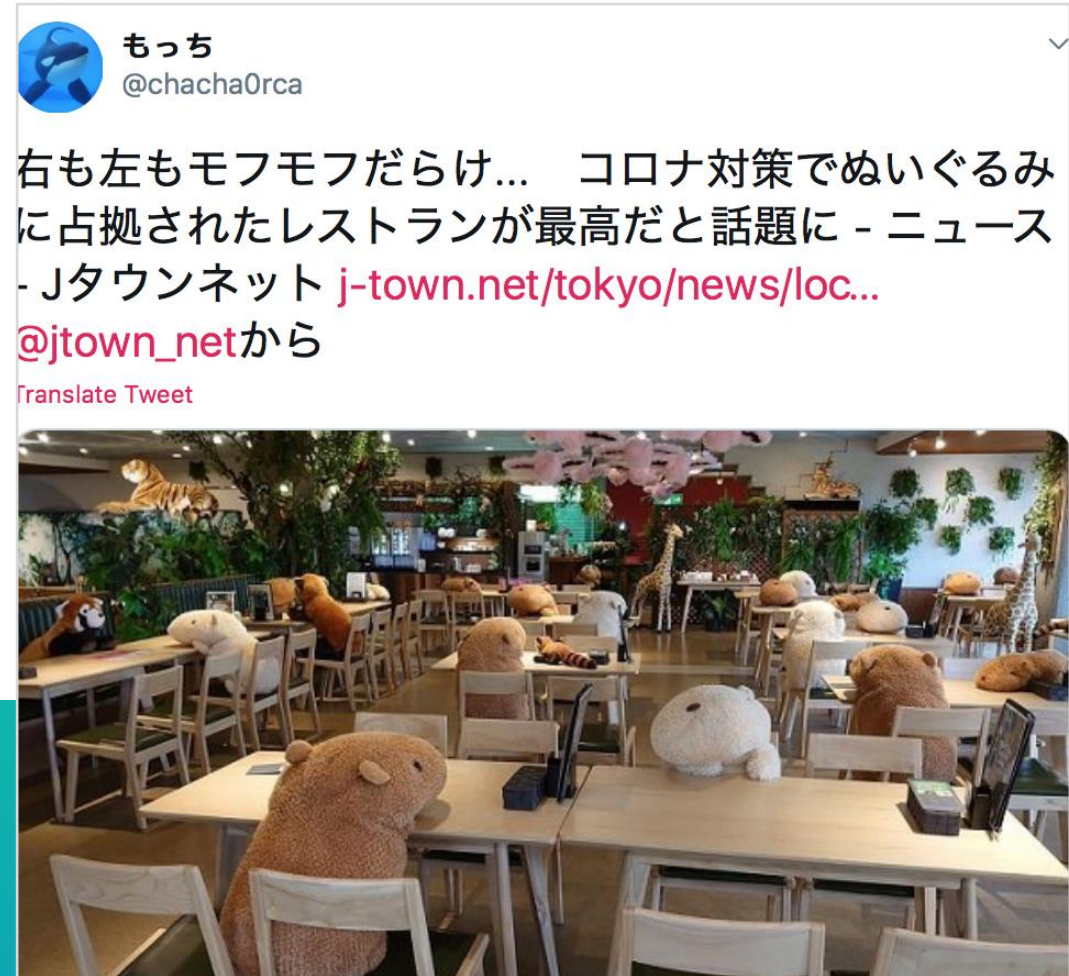 もっち
@chacha0rca
右も左もモフモフだらけ...　コロナ対策でぬいぐるみ
に占拠されたレストランが最高だと話題に - ニュース
- Jタウンネット j-town.net/tokyo/news/loc...
@jtown_netから
Translate Tweet